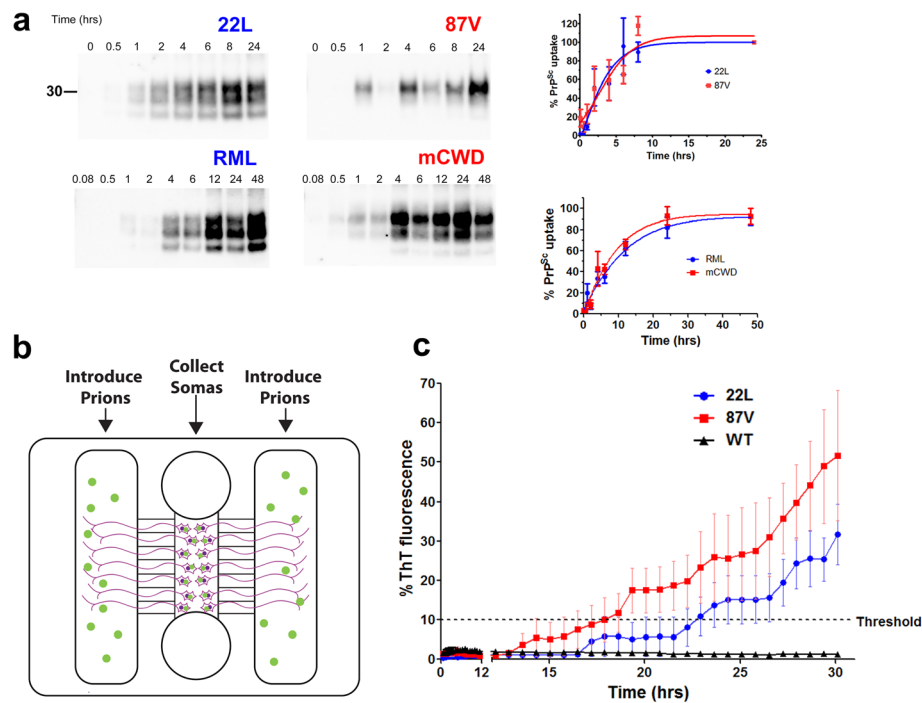 a
Time (hrs)
22L
87V
0 0.5 1 2 4 6 8 24
0 0.5 1 2 4 6 8 24
30
RML
mCWD
0.08 0.5 1 2 4 6 12 24 48
0.08 0.5 1 2 4 6 12 24 48
% PrPSc uptake
120
100
80
60
40
20
0
22L
87V
0 5 10 15 20 25
Time (hrs)
% PrPSc uptake
100
80
60
40
20
0
RML
mCWD
0 10 20 30 40 50
Time (hrs)
b
Introduce
Prions
Collect
Somas
Introduce
Prions
c
% ThT fluorescence
70
60
50
40
30
20
10
0
22L
87V
WT
Threshold
0 12 15 20 25 30
Time (hrs)